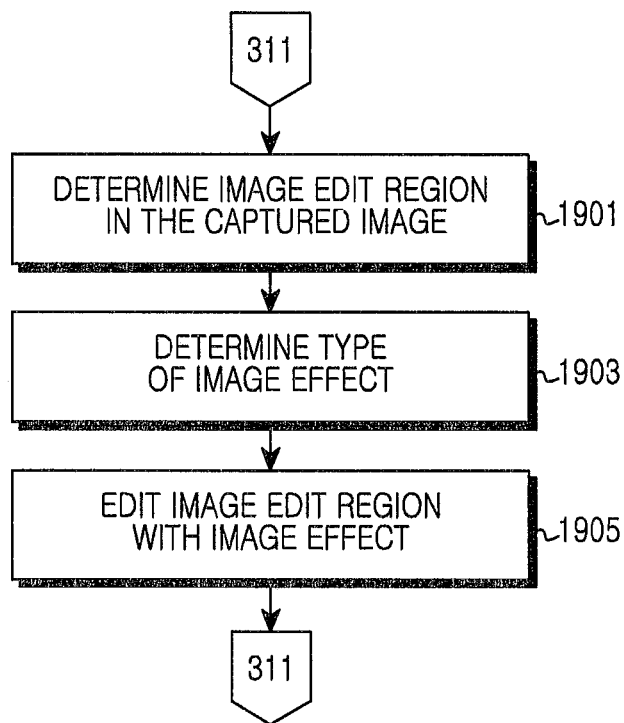 311
DETERMINE IMAGE EDIT REGION
IN THE CAPTURED IMAGE
1901
DETERMINE TYPE
OF IMAGE EFFECT
1903
EDIT IMAGE EDIT REGION
WITH IMAGE EFFECT
1905
311